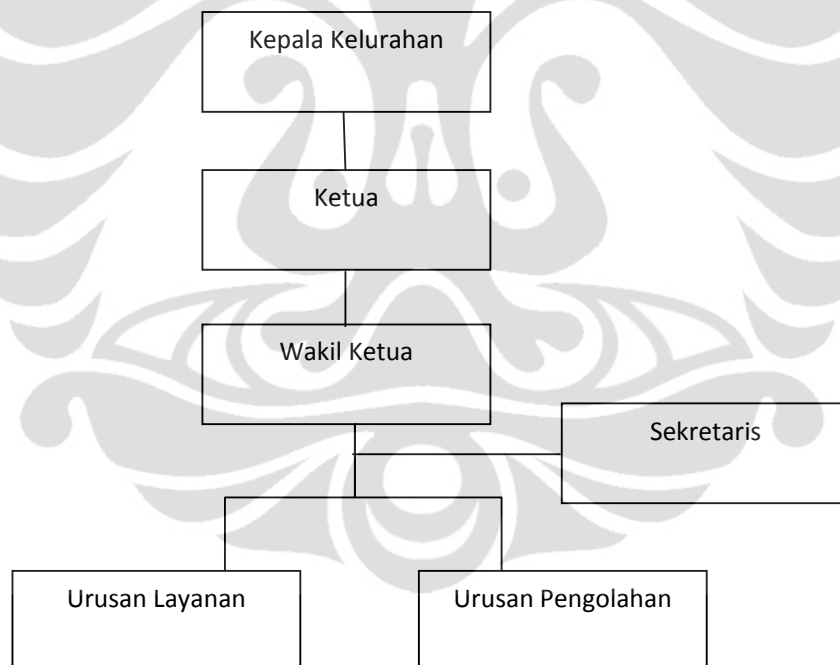 Kepala Kelurahan
Ketua
Wakil Ketua
Sekretaris
Urusan Layanan
Urusan Pengolahan